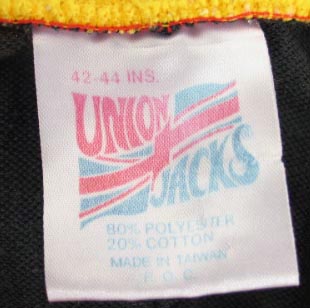 42-44 INS.
UNION
JACKS
80% POLYESTER
20% COTTON
MADE IN TAIWAN
R.O.C.